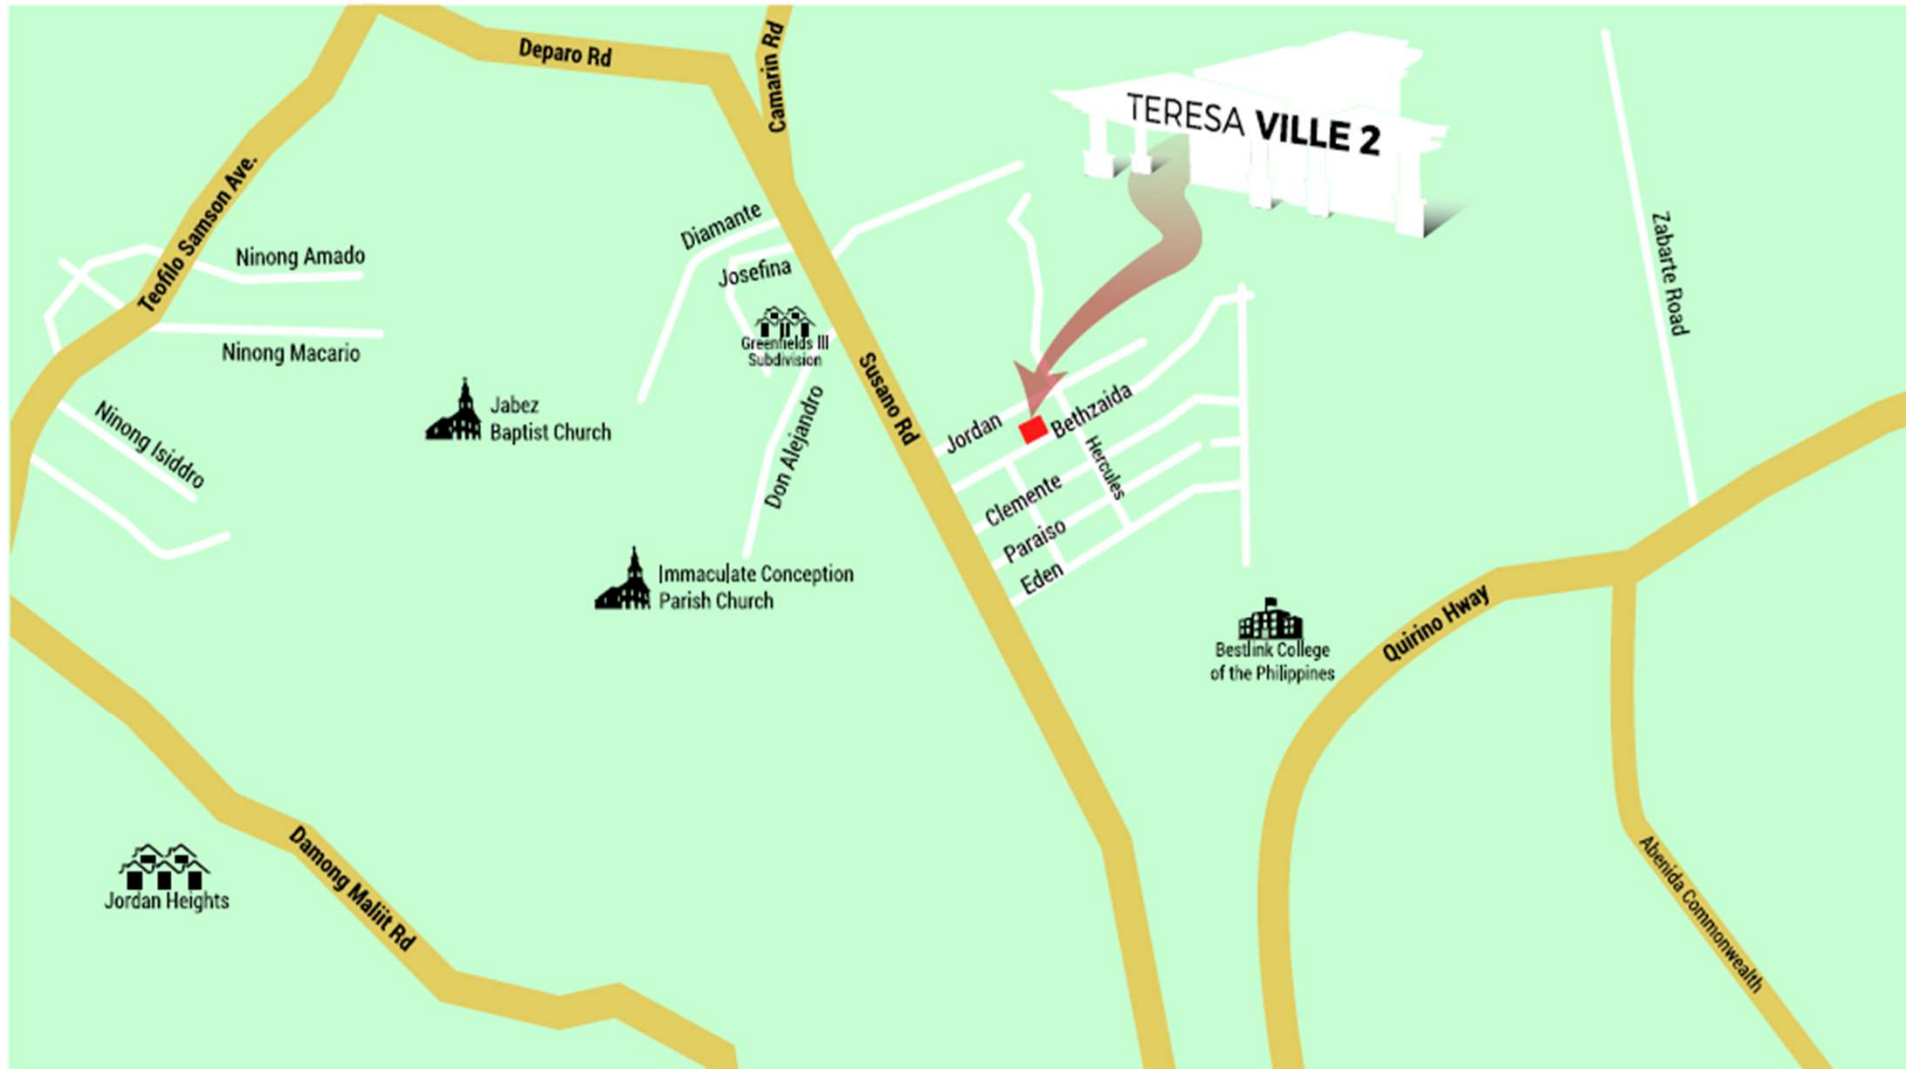 Deparo Rd
Camarin Rd
TERESA VILLE 2
Teofilo Samson Ave.
Ninong Amado
Diamante
Josefina
Zabarte Road
Ninong Macario
Greenfields III
Subdivision
Susano Rd
Jabez
Baptist Church
Ninong Isiddro
Don Alejandro
Jordan
Bethzaida
Hercules
Clemente
Paraiso
Eden
Immaculate Conception
Parish Church
Bestlink College
of the Philippines
Quirino Hway
Damong Maliit Rd
Jordan Heights
Abenida Commonwealth